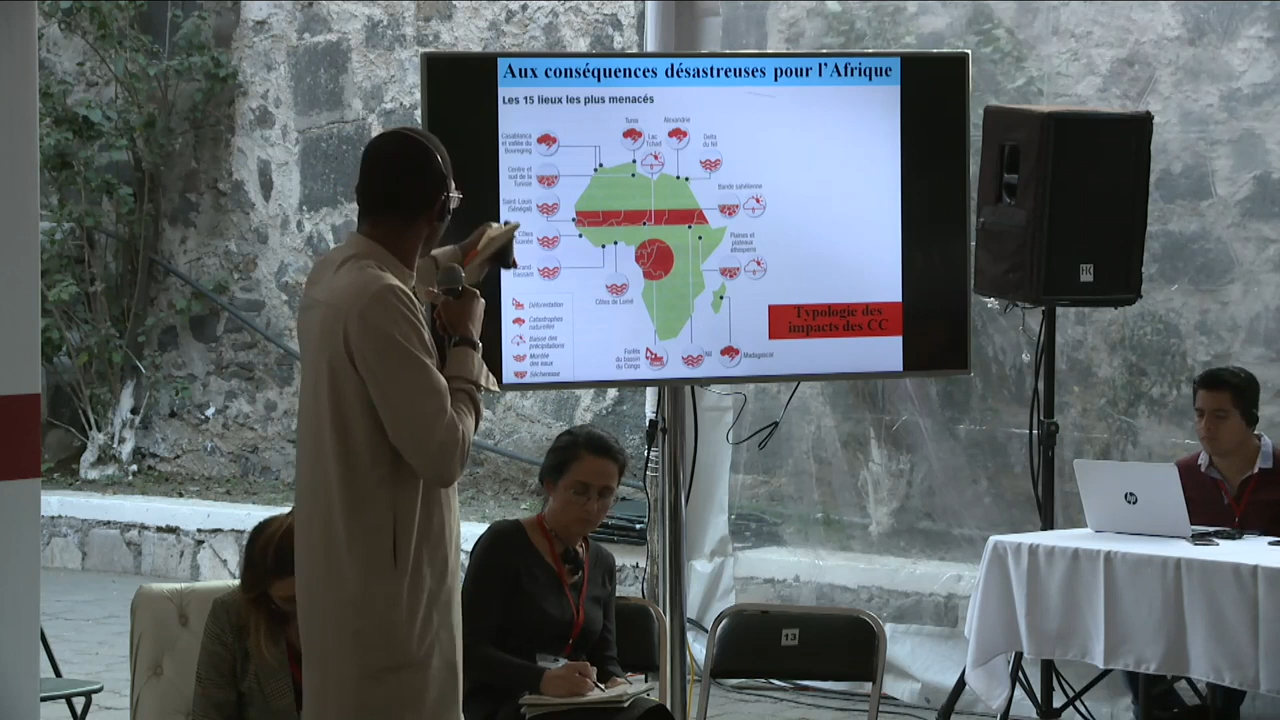 Aux conséquences désastreuses pour l'Afrique
Les 15 lieux les plus menacés
Tunis
Alexandrie
Casablanca
et vallée du
Bouregreg
Lac
Tchad
Delta
du Nil
Centre et
sud de la
Tunisie
Bande sahélienne
Saint-Louis
(Sénégal)
Côtes
Plaines et
plateaux
éthiopiens
Bassam
Côtes de Lomé
Déforestation
Catastrophes
naturelles
Baisse des
précipitations
Montée
des eaux
Sécheresse
Typologie des
impacts des CC
Forêts
du bassin
du Congo
Nil
Madagascar
hp
HK
13